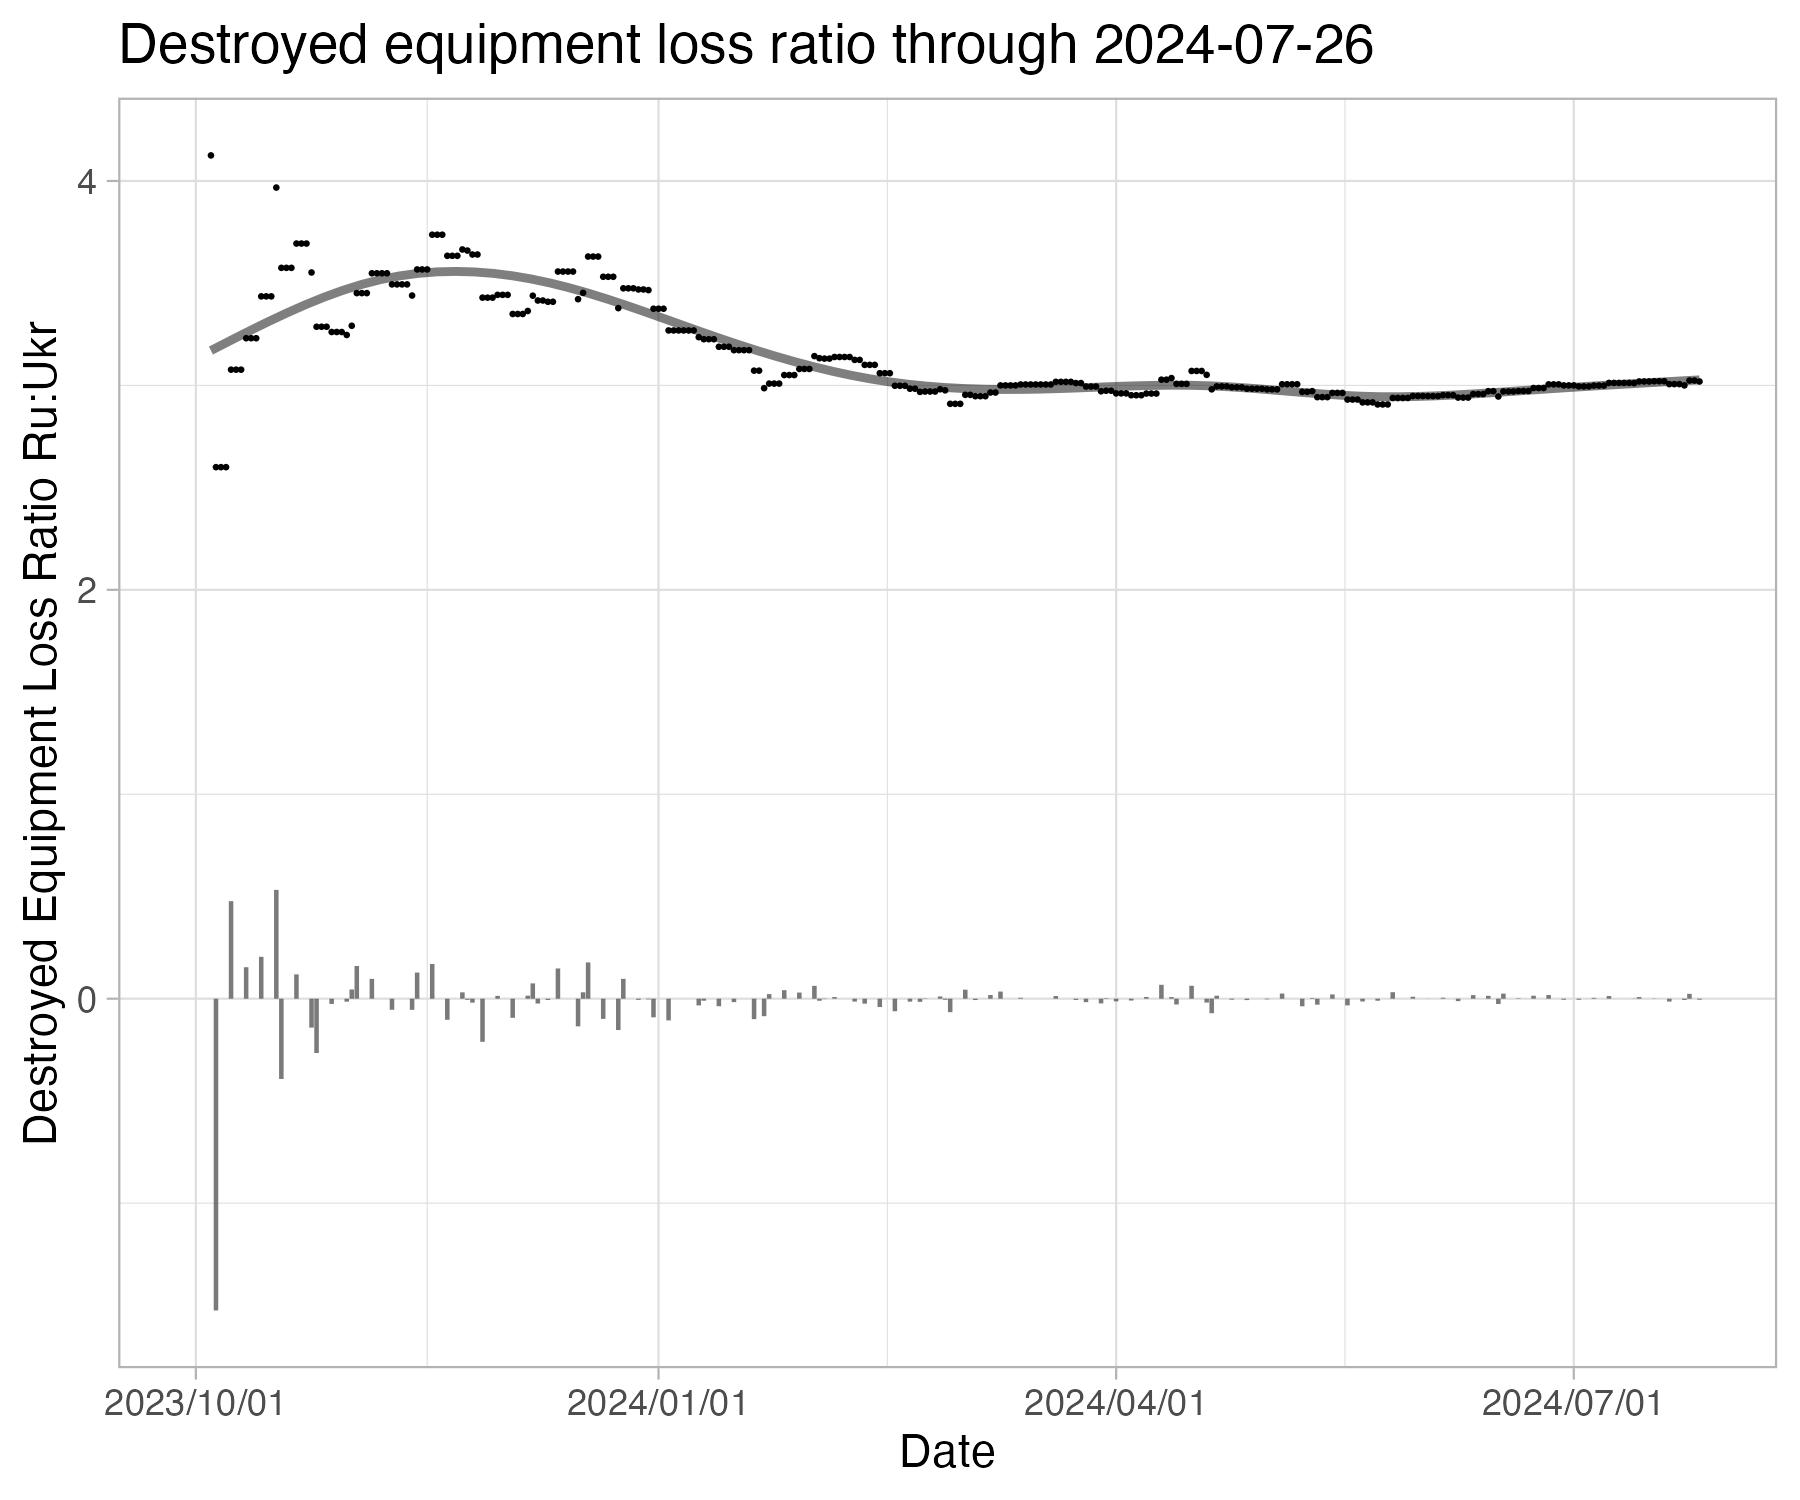 Destroyed equipment loss ratio through 2024-07-26
Destroyed Equipment Loss Ratio Ru:Ukr
4
2
0
2023/10/01
2024/01/01
2024/04/01
2024/07/01
Date